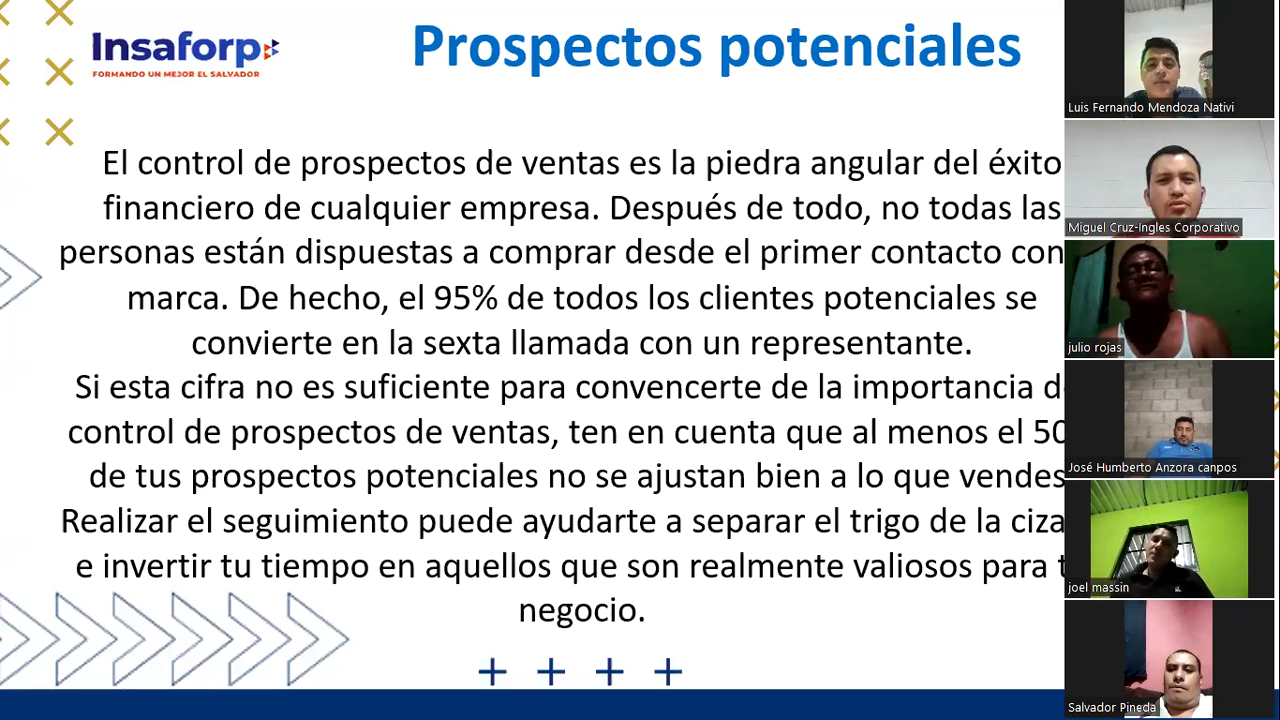 Insaforp
FORMANDO UN MEJOR EL SALVADOR
Prospectos potenciales
El control de prospectos de ventas es la piedra angular del éxito
financiero de cualquier empresa. Después de todo, no todas las
personas están dispuestas a comprar desde el primer contacto con
marca. De hecho, el 95% de todos los clientes potenciales se
convierte en la sexta llamada con un representante.
Si esta cifra no es suficiente para convencerte de la importancia
control de prospectos de ventas, ten en cuenta que al menos el 50
de tus prospectos potenciales no se ajustan bien a lo que vendes
Realizar el seguimiento puede ayudarte a separar el trigo de la
e invertir tu tiempo en aquellos que son realmente valiosos para
negocio.
Luis Fernando Mendoza Nativi
Miguel Cruz-Ingles Corporativo
julio rojas
José Humberto Anzora canpos
joel massin
Salvador Pineda